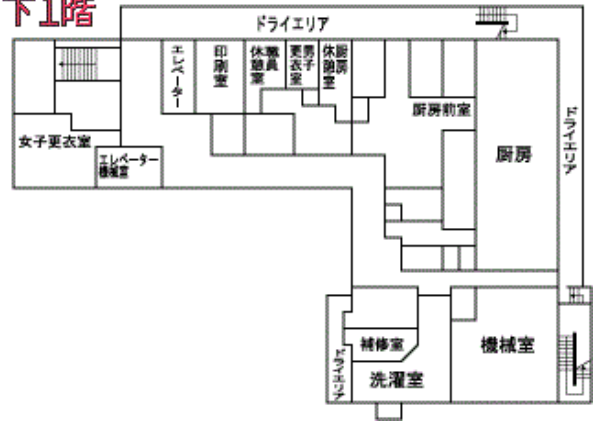 下1階
ドライエリア
エレベーター
印刷室
職員
休憩室
男子
更衣室
厨房
休憩室
厨房前室
ドライエリア
厨房
女子更衣室
エレベーター
機械室
補修室
洗濯室
機械室
ドライエリア